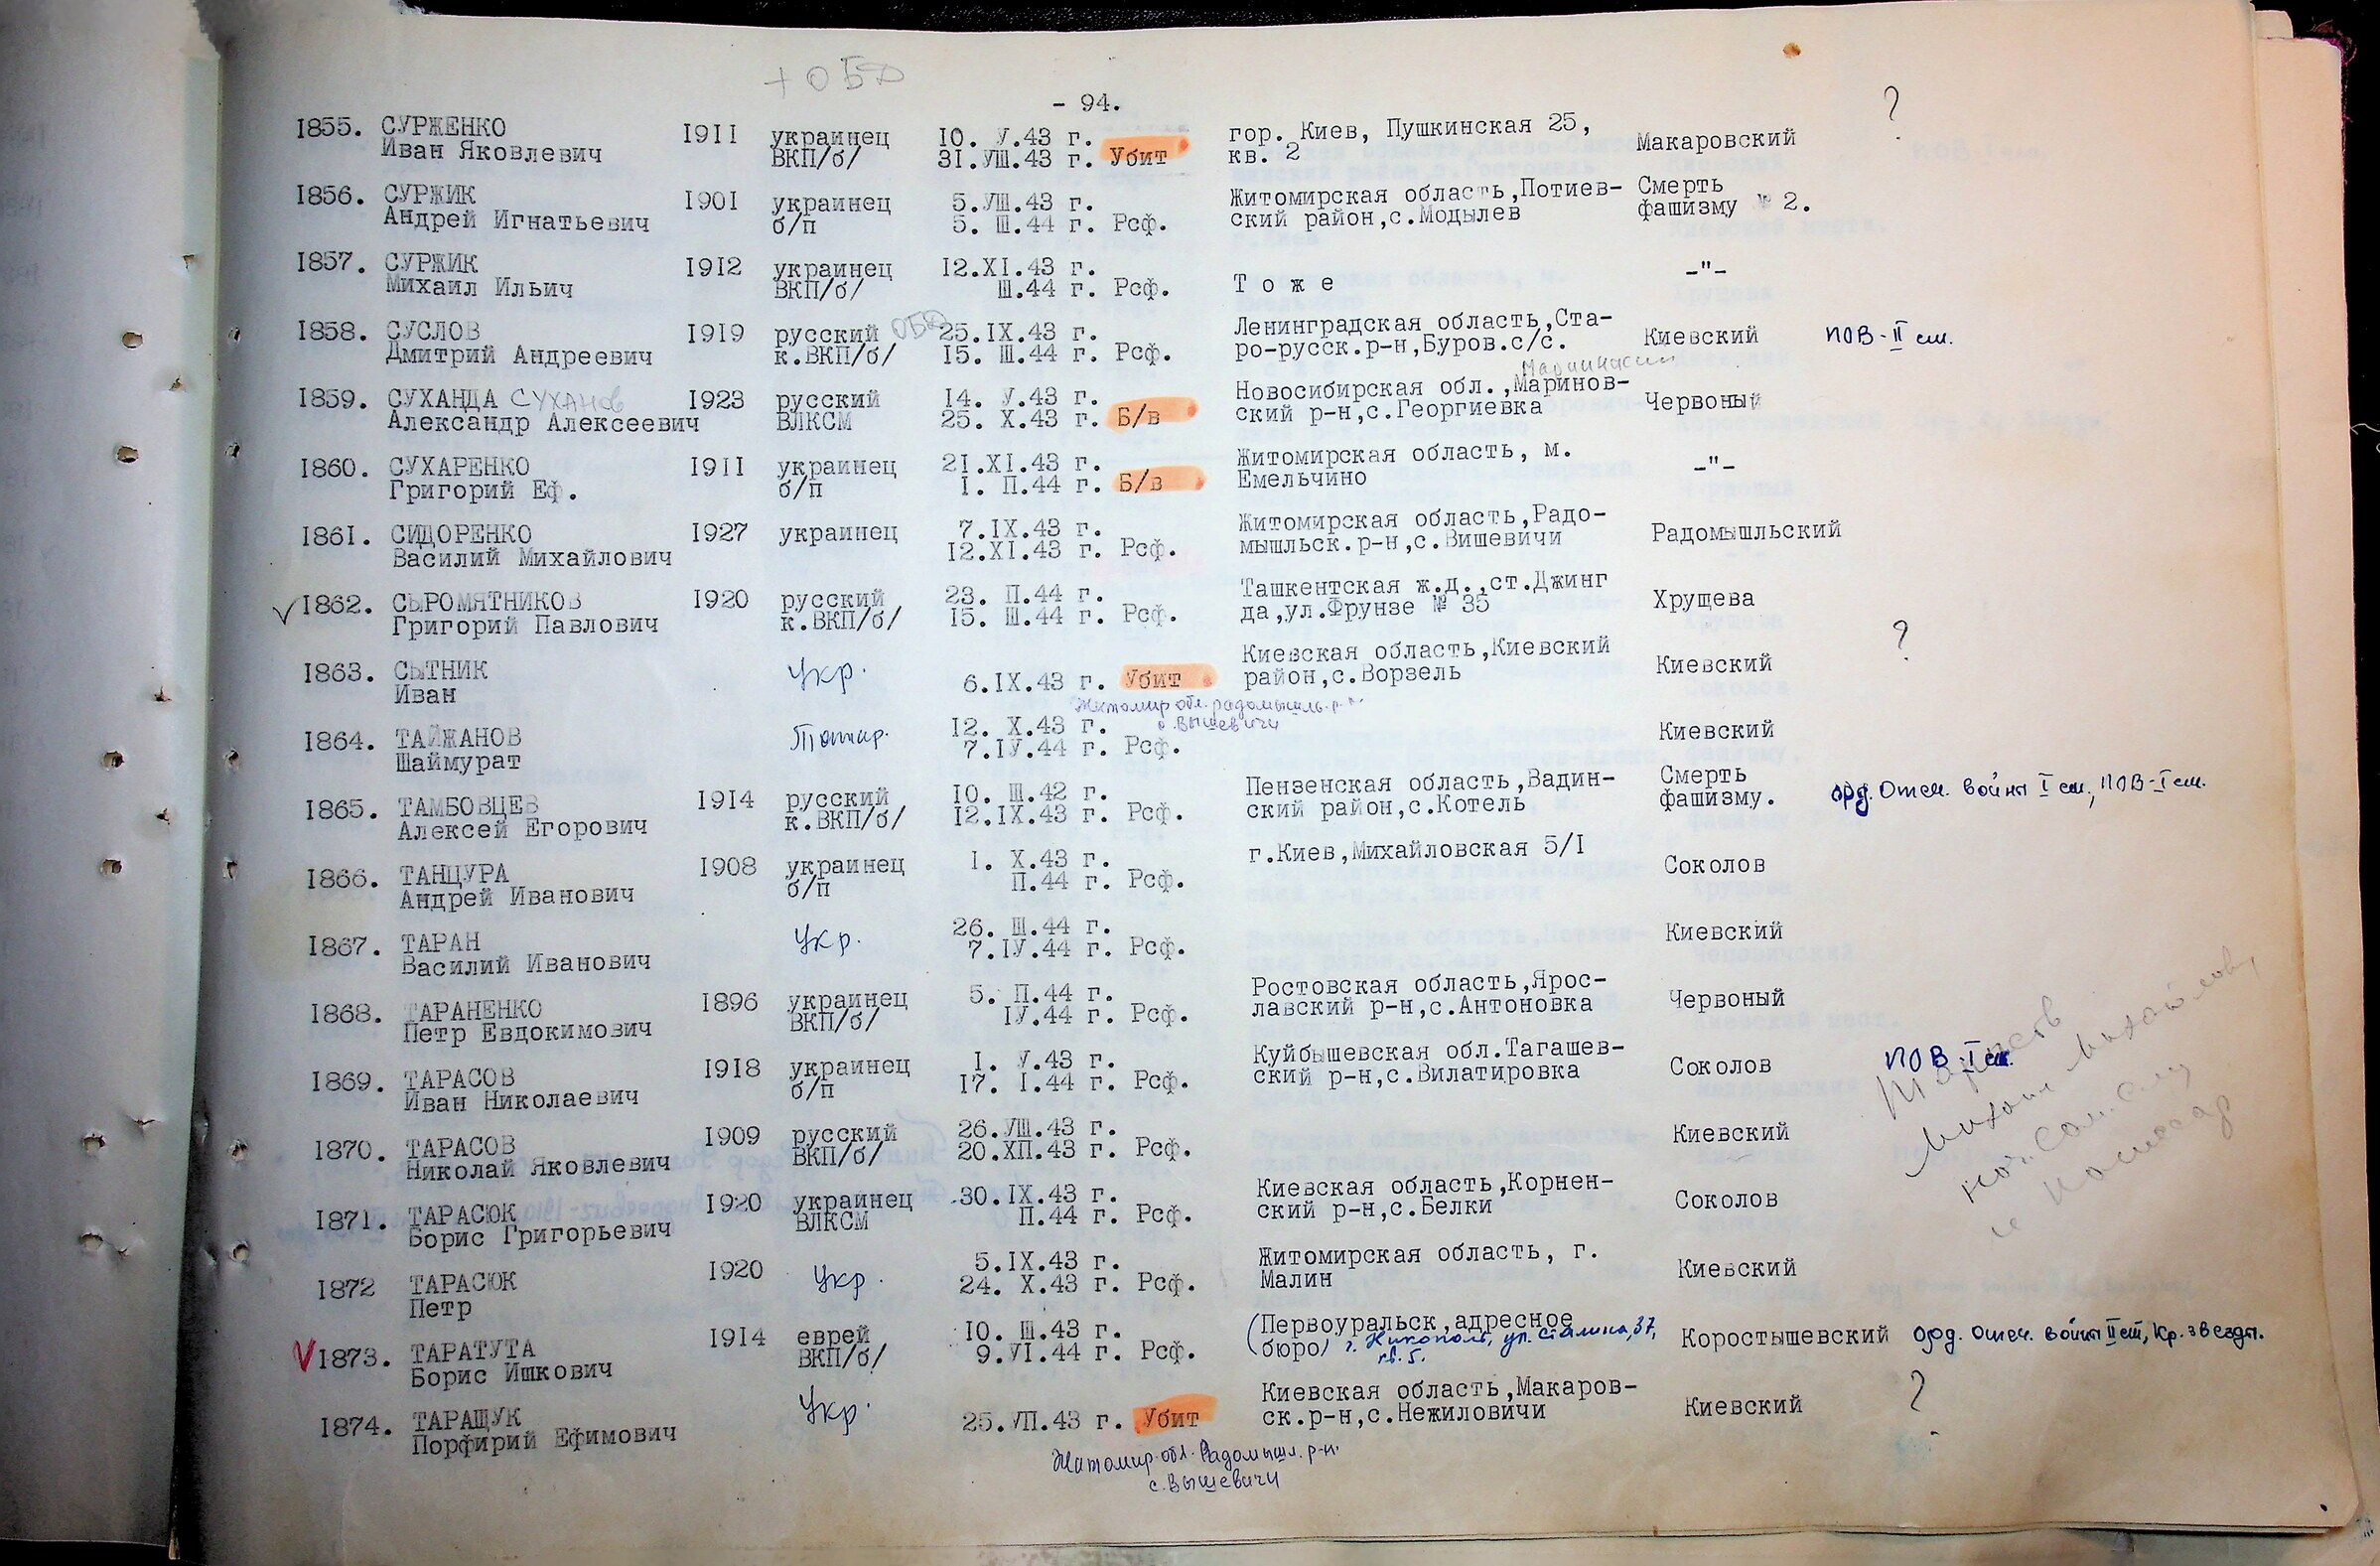 + ОБД
- 94.
1855. СУРЖЕНКО 1911 украинец 10. У.43 г. гор. Киев, Пушкинская 25, Макаровский ?
Иван Яковлевич ВКП/б/ 31.УШ.43 г. Убит кв. 2
1856. СУРЖИК 1901 украинец 5.УШ.43 г. Житомирская область,Потиев- Смерть
Андрей Игнатьевич б/п 5. Ш.44 г. Рсф. ский район,с.Модылев фашизму № 2.
1857. СУРЖИК 1912 украинец 12.XI.43 г. -"-
Михаил Ильич ВКП/б/ Ш.44 г. Рсф. Т о ж е
1858. СУСЛОВ 1919 русский ОБД 25.IX.43 г. Ленинградская область,Ста- Киевский ПОВ-II ст.
Дмитрий Андреевич к.ВКП/б/ 15. Ш.44 г. Рсф. ро-русск.р-н,Буров.с/с.
Мариинский
1859. СУХАНДА СУХАНОВ 1923 русский 14. У.43 г. Новосибирская обл.,Маринов- Червоный
Александр Алексеевич ВЛКСМ 25. X.43 г. Б/в ский р-н,с.Георгиевка
1860. СУХАРЕНКО 1911 украинец 21.XI.43 г. Житомирская область, м. -"-
Григорий Еф. б/п 1. П.44 г. Б/в Емельчино
1861. СИДОРЕНКО 1927 украинец 7.IX.43 г. Житомирская область,Радо- Радомышльский
Василий Михайлович 12.XI.43 г. Рсф. мышльск.р-н,с.Вишевичи
√ 1862. СЫРОМЯТНИКОВ 1920 русский 23. П.44 г. Ташкентская ж.д.,ст.Джинг Хрущева
Григорий Павлович к.ВКП/б/ 15. Ш.44 г. Рсф. да,ул.Фрунзе № 35
1863. СЫТНИК Укр. Киевская область,Киевский Киевский ?
Иван 6.IX.43 г. Убит район,с.Ворзель
Житомир обл. радомышль. р-н
с. Вышевичи
1864. ТАЙЖАНОВ Татар. 12. X.43 г. Киевский
Шаймурат 7.IУ.44 г. Рсф.
1865. ТАМБОВЦЕВ 1914 русский 10. Ш.42 г. Пензенская область,Вадин- Смерть орд. Отеч. войны I ст., ПОВ-I ст.
Алексей Егорович к.ВКП/б/ 12.IX.43 г. Рсф. ский район,с.Котель фашизму.
1866. ТАНЦУРА 1908 украинец 1. X.43 г. г.Киев,Михайловская 5/1 Соколов
Андрей Иванович б/п П.44 г. Рсф.
1867. ТАРАН Укр. 26. Ш.44 г. Киевский
Василий Иванович 7.IУ.44 г. Рсф.
1868. ТАРАНЕНКО 1896 украинец 5. П.44 г. Ростовская область,Ярос- Червоный
Петр Евдокимович ВКП/б/ IУ.44 г. Рсф. лавский р-н,с.Антоновка
1869. ТАРАСОВ 1918 украинец 1. У.43 г. Куйбышевская обл.Тагашев- Соколов ПОВ I ст.
Иван Николаевич б/п 17. I.44 г. Рсф. ский р-н,с.Вилатировка
1870. ТАРАСОВ 1909 русский 26.УШ.43 г. Киевский
Николай Яковлевич ВКП/б/ 20.ХП.43 г. Рсф.
1871. ТАРАСЮК 1920 украинец 30.IX.43 г. Киевская область,Корнен- Соколов
Борис Григорьевич ВЛКСМ П.44 г. Рсф. ский р-н,с.Белки
1872 ТАРАСЮК 1920 Укр. 5.IX.43 г. Житомирская область, г. Киевский
Петр 24. X.43 г. Рсф. Малин
V 1873. ТАРАТУТА 1914 еврей 10. Ш.43 г. (Первоуральск,адресное Коростышевский орд. Отеч. войны II ст, Кр. звезды.
Борис Ишкович ВКП/б/ 9.УI.44 г. Рсф. бюро) г. Никополь, ул. Сталина, 37,
кв. 5.
1874. ТАРАЩУК Укр. Киевская область,Макаров- Киевский ?
Порфирий Ефимович 25.УП.43 г. Убит ск.р-н,с.Нежиловичи
Житомир. обл. Радомышл. р-н.
с. Вышевичи